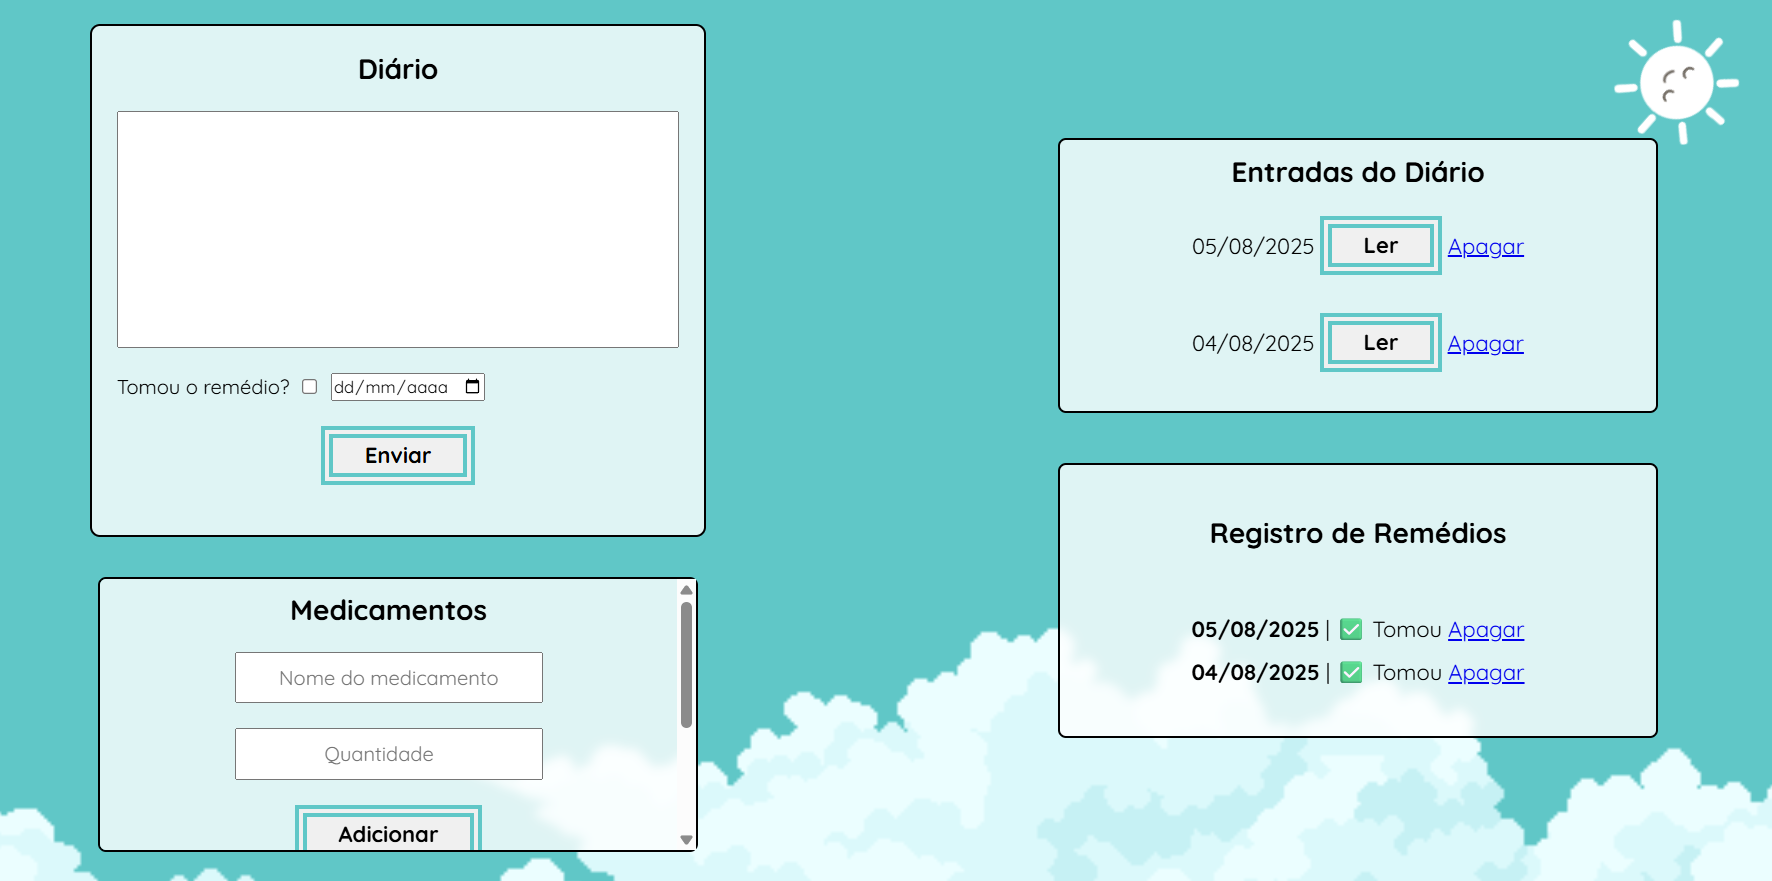 Diário
Tomou o remédio? dd/mm/aaaa
Enviar
Medicamentos
Nome do medicamento
Quantidade
Adicionar
Entradas do Diário
05/08/2025 Ler Apagar
04/08/2025 Ler Apagar
Registro de Remédios
05/08/2025 | ✅ Tomou Apagar
04/08/2025 | ✅ Tomou Apagar